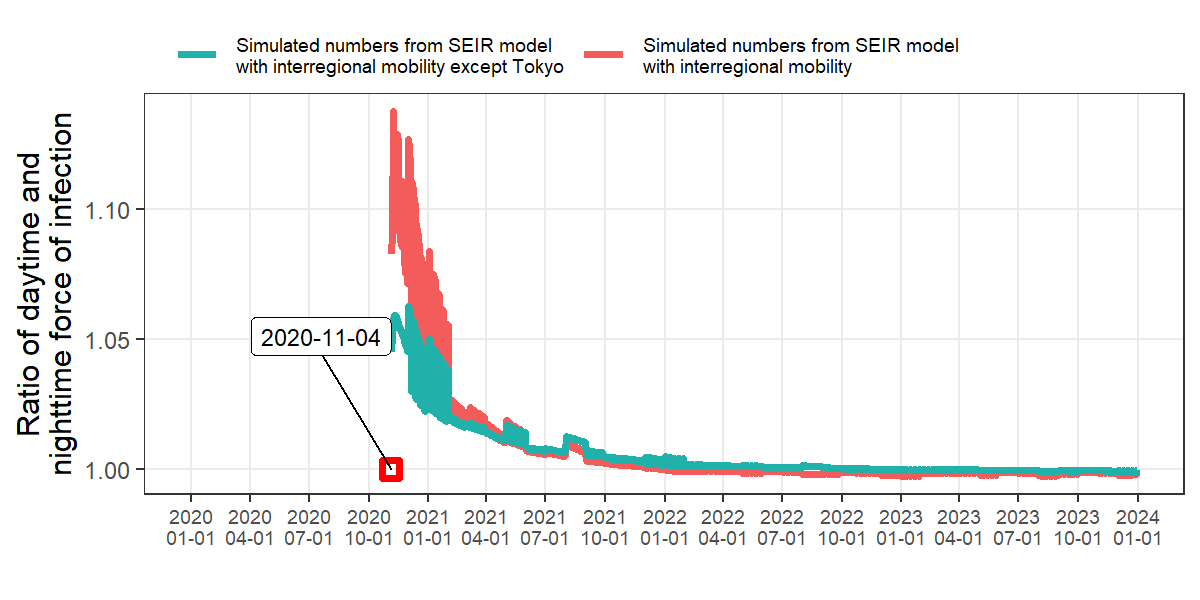 Simulated numbers from SEIR model
with interregional mobility except Tokyo
Simulated numbers from SEIR model
with interregional mobility
Ratio of daytime and
nighttime force of infection
1.10
1.05
1.00
2020-11-04
2020 2020 2020 2020 2021 2021 2021 2021 2022 2022 2022 2022 2023 2023 2023 2023 2024
01-01 04-01 07-01 10-01 01-01 04-01 07-01 10-01 01-01 04-01 07-01 10-01 01-01 04-01 07-01 10-01 01-01